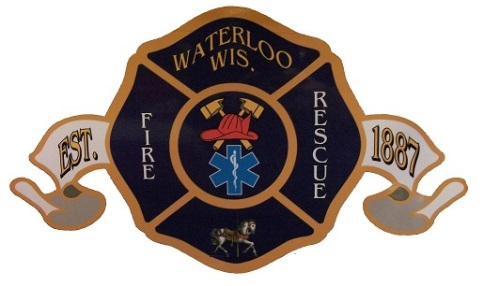 WATERLOO
WIS.
FIRE
RESCUE
EST.
1887